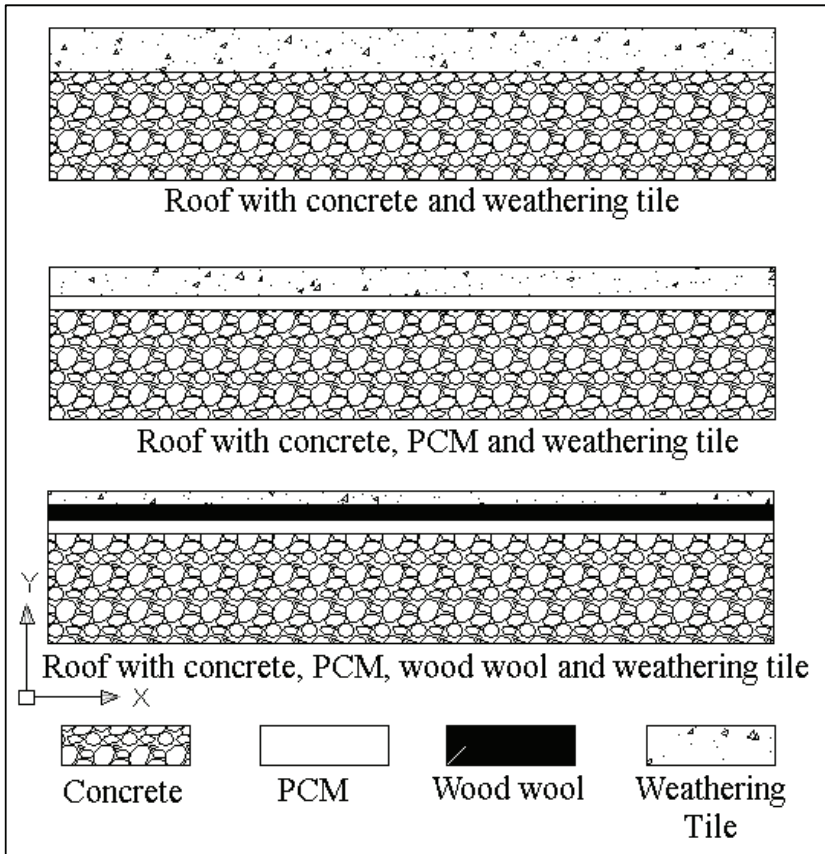 Roof with concrete and weathering tile
Roof with concrete, PCM and weathering tile
Roof with concrete, PCM, wood wool and weathering tile
Y
X
Concrete
PCM
Wood wool
Weathering
Tile